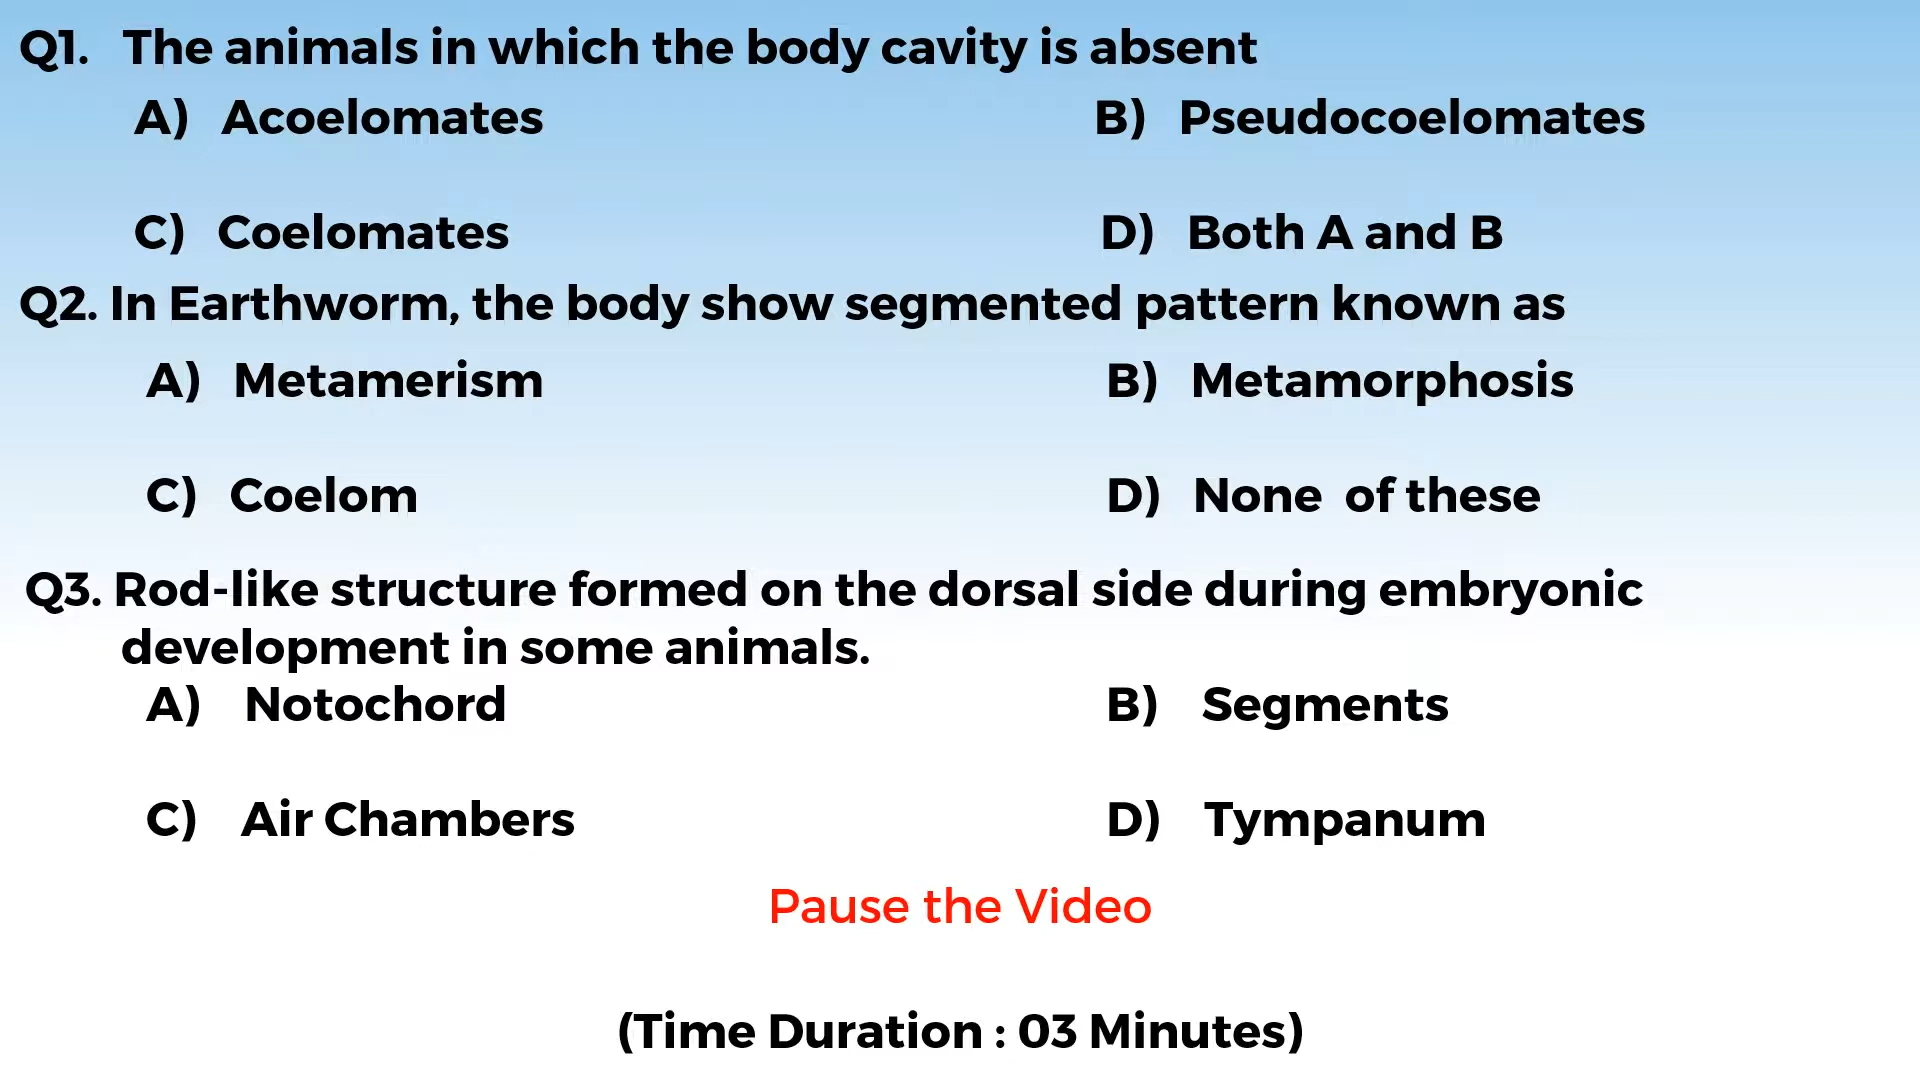 Q1. The animals in which the body cavity is absent
A) Acoelomates B) Pseudocoelomates
C) Coelomates D) Both A and B
Q2. In Earthworm, the body show segmented pattern known as
A) Metamerism B) Metamorphosis
C) Coelom D) None of these
Q3. Rod-like structure formed on the dorsal side during embryonic
development in some animals.
A) Notochord B) Segments
C) Air Chambers D) Tympanum
Pause the Video
(Time Duration : 03 Minutes)